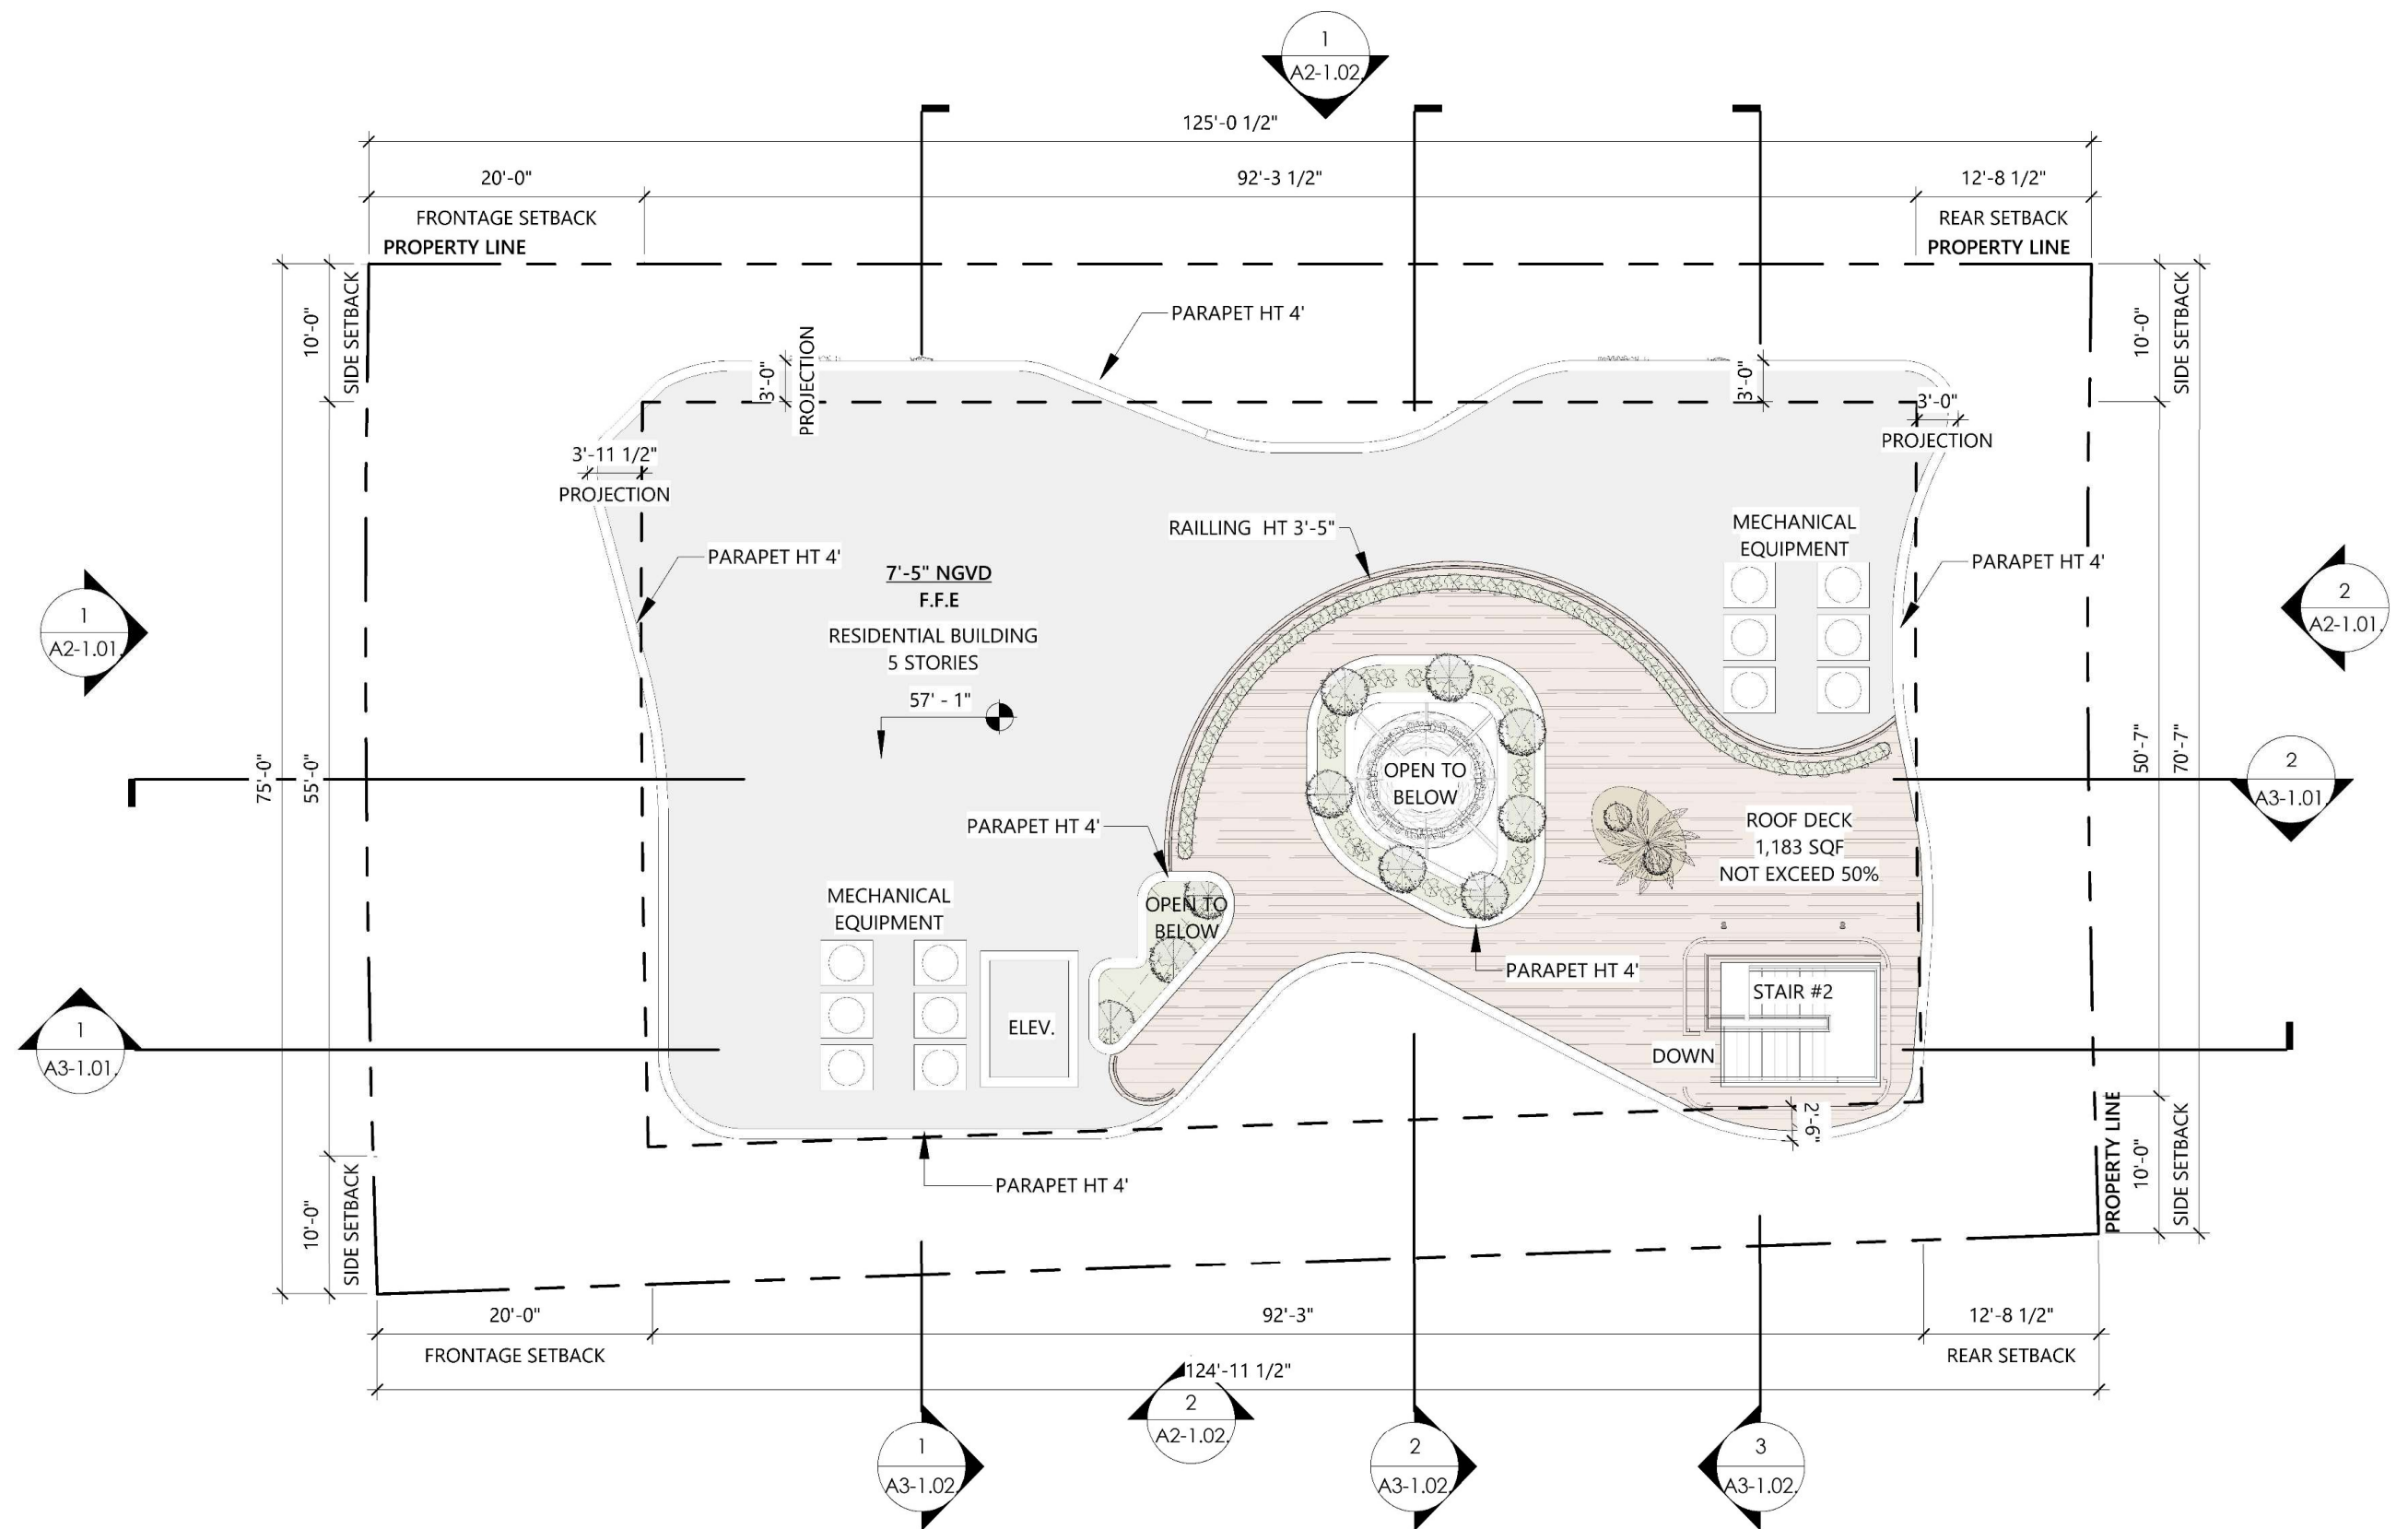 1
A2-1.02.
125'-0 1/2"
20'-0"
92'-3 1/2"
12'-8 1/2"
FRONTAGE SETBACK
REAR SETBACK
PROPERTY LINE
PROPERTY LINE
10'-0"
SIDE SETBACK
10'-0"
SIDE SETBACK
PARAPET HT 4'
3'-0"
PROJECTION
3'-0"
3'-0"
PROJECTION
3'-11 1/2"
PROJECTION
RAILLING HT 3'-5"
MECHANICAL
EQUIPMENT
PARAPET HT 4'
PARAPET HT 4'
7'-5" NGVD
F.F.E
RESIDENTIAL BUILDING
5 STORIES
57' - 1"
1
A2-1.01.
2
A2-1.01.
75'-0"
55'-0"
50'-7"
70'-7"
OPEN TO
BELOW
2
A3-1.01.
PARAPET HT 4'
ROOF DECK
1,183 SQF
NOT EXCEED 50%
MECHANICAL
EQUIPMENT
OPEN TO
BELOW
PARAPET HT 4'
STAIR #2
ELEV.
DOWN
1
A3-1.01.
2'-6"
PROPERTY LINE
10'-0"
SIDE SETBACK
PARAPET HT 4'
10'-0"
SIDE SETBACK
20'-0"
92'-3"
12'-8 1/2"
FRONTAGE SETBACK
REAR SETBACK
124'-11 1/2"
2
A2-1.02.
1
A3-1.02.
2
A3-1.02.
3
A3-1.02.